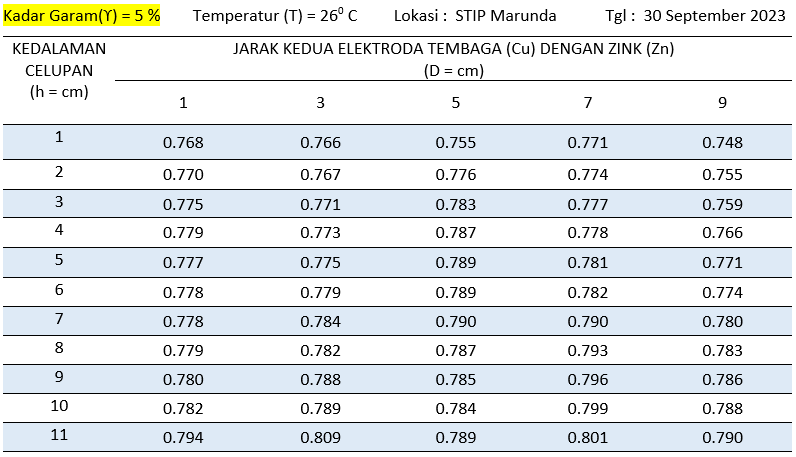 Kadar Garam(Y) = 5 % Temperatur (T) = 26⁰ C Lokasi : STIP Marunda Tgl : 30 September 2023
KEDALAMAN CELUPAN (h = cm) JARAK KEDUA ELEKTRODA TEMBAGA (Cu) DENGAN ZINK (Zn)
(D = cm)
1 3 5 7 9
1 0.768 0.766 0.755 0.771 0.748
2 0.770 0.767 0.776 0.774 0.755
3 0.775 0.771 0.783 0.777 0.759
4 0.779 0.773 0.787 0.778 0.766
5 0.777 0.775 0.789 0.781 0.771
6 0.778 0.779 0.789 0.782 0.774
7 0.778 0.784 0.790 0.790 0.780
8 0.779 0.782 0.787 0.793 0.783
9 0.780 0.788 0.785 0.796 0.786
10 0.782 0.789 0.784 0.799 0.788
11 0.794 0.809 0.789 0.801 0.790